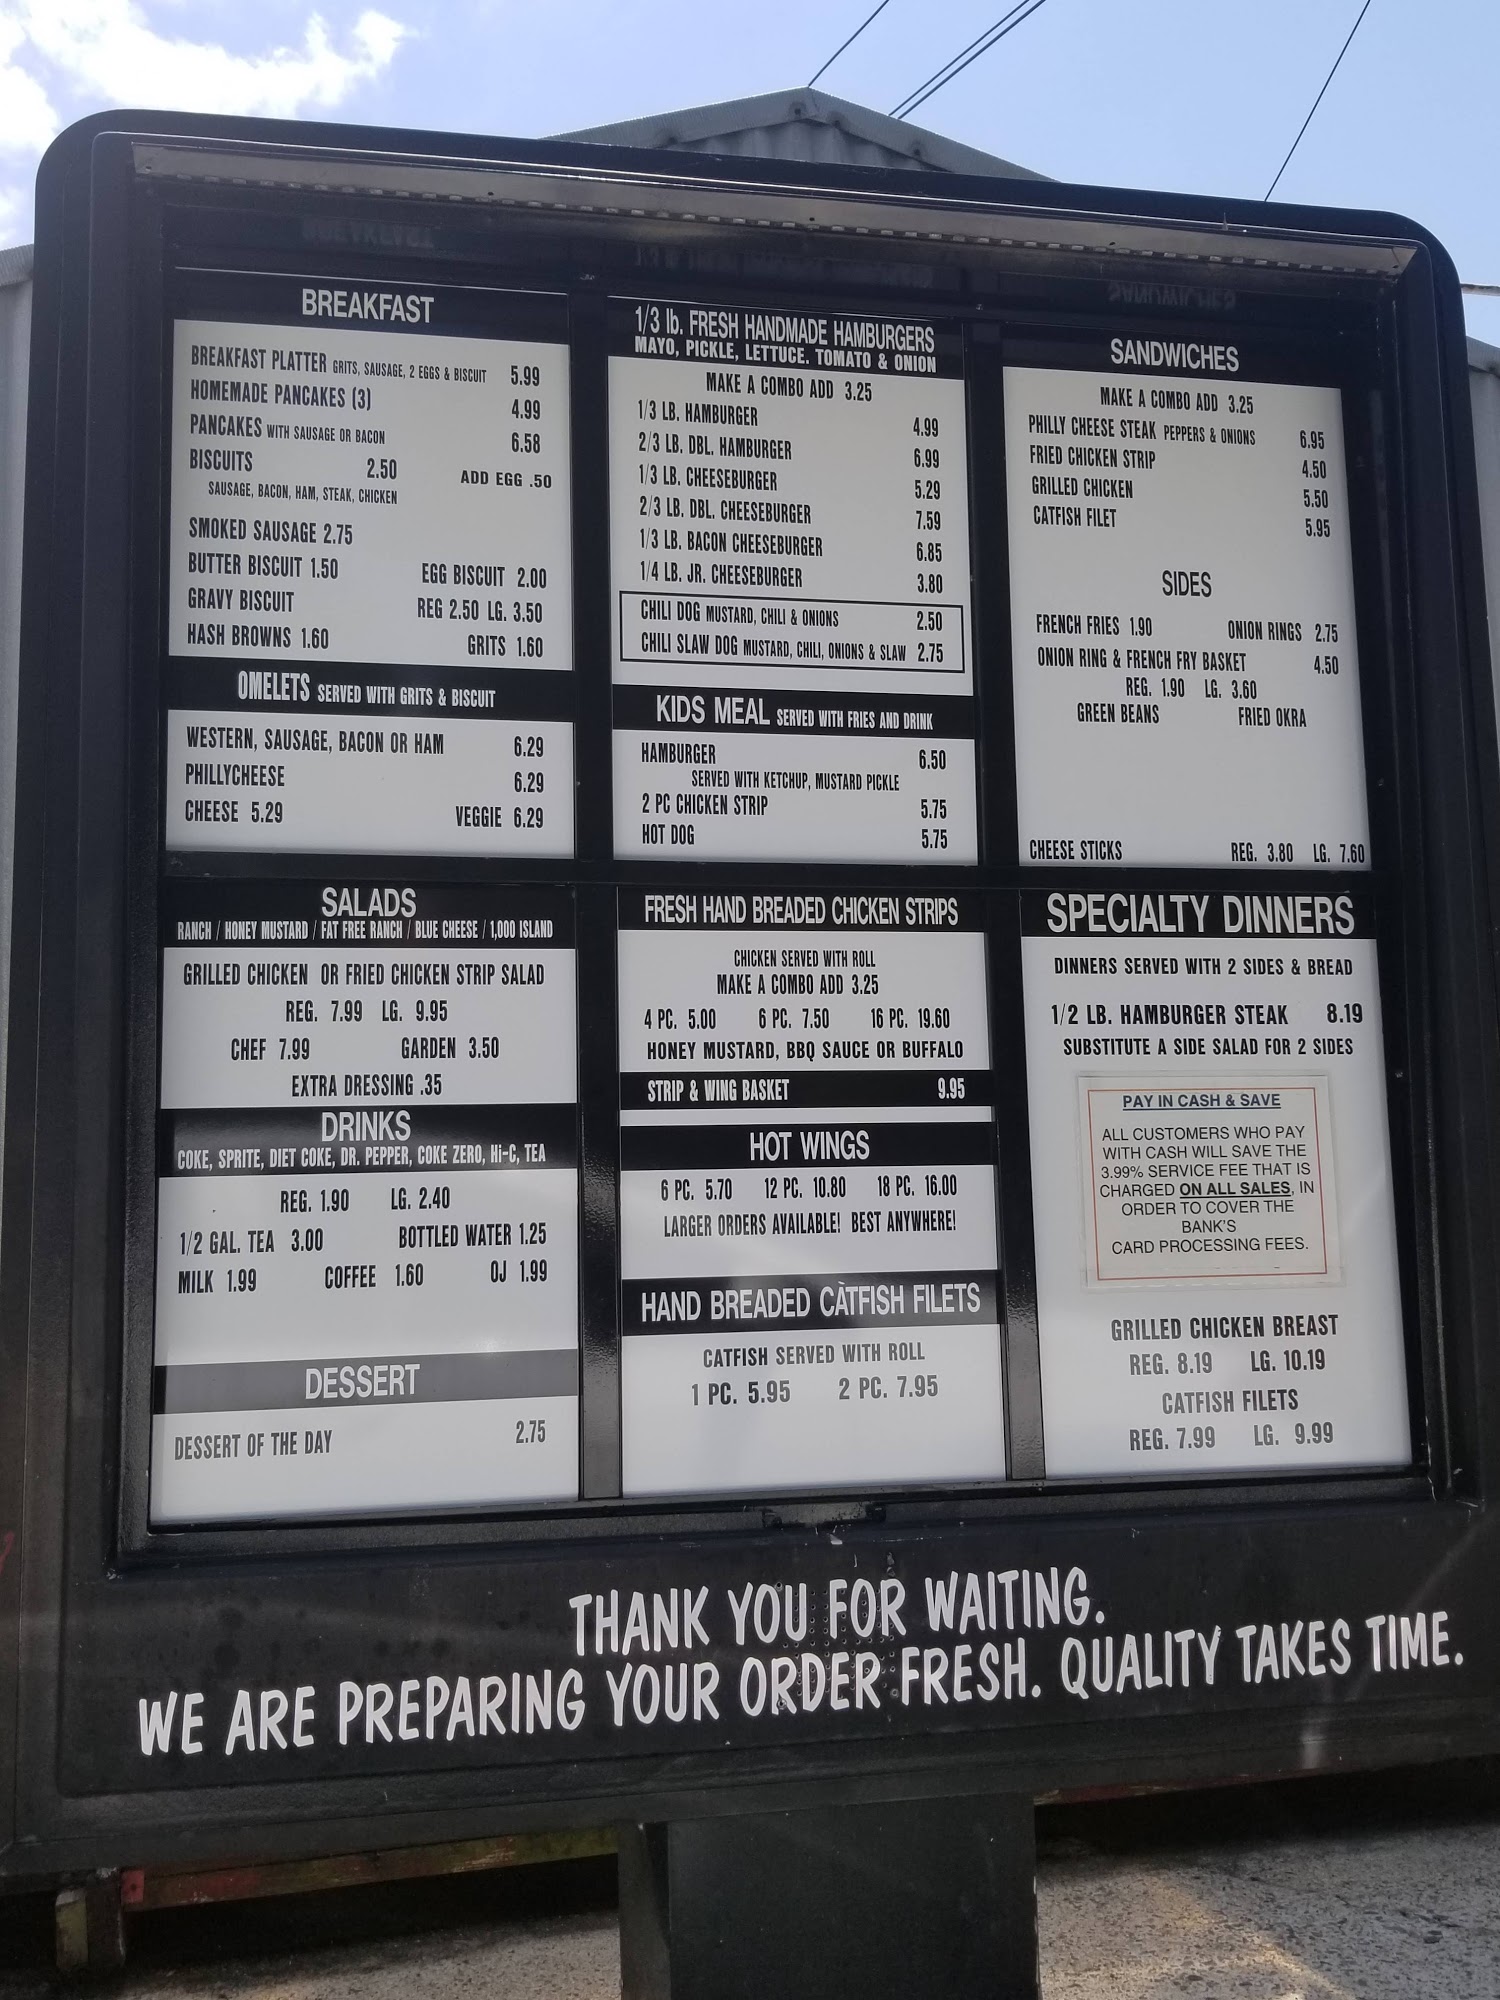 BREAKFAST
BREAKFAST PLATTER GRITS, SAUSAGE, 2 EGGS & BISCUIT 5.99
HOMEMADE PANCAKES (3) 4.99
PANCAKES WITH SAUSAGE OR BACON 6.58
BISCUITS 2.50 ADD EGG .50
SAUSAGE, BACON, HAM, STEAK, CHICKEN
SMOKED SAUSAGE 2.75
BUTTER BISCUIT 1.50 EGG BISCUIT 2.00
GRAVY BISCUIT REG 2.50 LG. 3.50
HASH BROWNS 1.60 GRITS 1.60
OMELETS SERVED WITH GRITS & BISCUIT
WESTERN, SAUSAGE, BACON OR HAM 6.29
PHILLYCHEESE 6.29
CHEESE 5.29 VEGGIE 6.29
1/3 lb. FRESH HANDMADE HAMBURGERS
MAYO, PICKLE, LETTUCE. TOMATO & ONION
MAKE A COMBO ADD 3.25
1/3 LB. HAMBURGER 4.99
2/3 LB. DBL. HAMBURGER 6.99
1/3 LB. CHEESEBURGER 5.29
2/3 LB. DBL. CHEESEBURGER 7.59
1/3 LB. BACON CHEESEBURGER 6.85
1/4 LB. JR. CHEESEBURGER 3.80
CHILI DOG MUSTARD, CHILI & ONIONS 2.50
CHILI SLAW DOG MUSTARD, CHILI, ONIONS & SLAW 2.75
KIDS MEAL SERVED WITH FRIES AND DRINK
HAMBURGER 6.50
SERVED WITH KETCHUP, MUSTARD PICKLE
2 PC CHICKEN STRIP 5.75
HOT DOG 5.75
SANDWICHES
MAKE A COMBO ADD 3.25
PHILLY CHEESE STEAK PEPPERS & ONIONS 6.95
FRIED CHICKEN STRIP 4.50
GRILLED CHICKEN 5.50
CATFISH FILET 5.95
SIDES
FRENCH FRIES 1.90 ONION RINGS 2.75
ONION RING & FRENCH FRY BASKET 4.50
REG. 1.90 LG. 3.60
GREEN BEANS FRIED OKRA
CHEESE STICKS REG. 3.80 LG. 7.60
SALADS
RANCH / HONEY MUSTARD / FAT FREE RANCH / BLUE CHEESE / 1,000 ISLAND
GRILLED CHICKEN OR FRIED CHICKEN STRIP SALAD
REG. 7.99 LG. 9.95
CHEF 7.99 GARDEN 3.50
EXTRA DRESSING .35
DRINKS
COKE, SPRITE, DIET COKE, DR. PEPPER, COKE ZERO, Hi-C, TEA
REG. 1.90 LG. 2.40
1/2 GAL. TEA 3.00 BOTTLED WATER 1.25
MILK 1.99 COFFEE 1.60 OJ 1.99
DESSERT
DESSERT OF THE DAY 2.75
FRESH HAND BREADED CHICKEN STRIPS
CHICKEN SERVED WITH ROLL
MAKE A COMBO ADD 3.25
4 PC. 5.00 6 PC. 7.50 16 PC. 19.60
HONEY MUSTARD, BBQ SAUCE OR BUFFALO
STRIP & WING BASKET 9.95
HOT WINGS
6 PC. 5.70 12 PC. 10.80 18 PC. 16.00
LARGER ORDERS AVAILABLE! BEST ANYWHERE!
HAND BREADED CATFISH FILETS
CATFISH SERVED WITH ROLL
1 PC. 5.95 2 PC. 7.95
SPECIALTY DINNERS
DINNERS SERVED WITH 2 SIDES & BREAD
1/2 LB. HAMBURGER STEAK 8.19
SUBSTITUTE A SIDE SALAD FOR 2 SIDES
PAY IN CASH & SAVE
ALL CUSTOMERS WHO PAY
WITH CASH WILL SAVE THE
3.99% SERVICE FEE THAT IS
CHARGED ON ALL SALES, IN
ORDER TO COVER THE
BANK'S
CARD PROCESSING FEES.
GRILLED CHICKEN BREAST
REG. 8.19 LG. 10.19
CATFISH FILETS
REG. 7.99 LG. 9.99
THANK YOU FOR WAITING.
WE ARE PREPARING YOUR ORDER FRESH. QUALITY TAKES TIME.